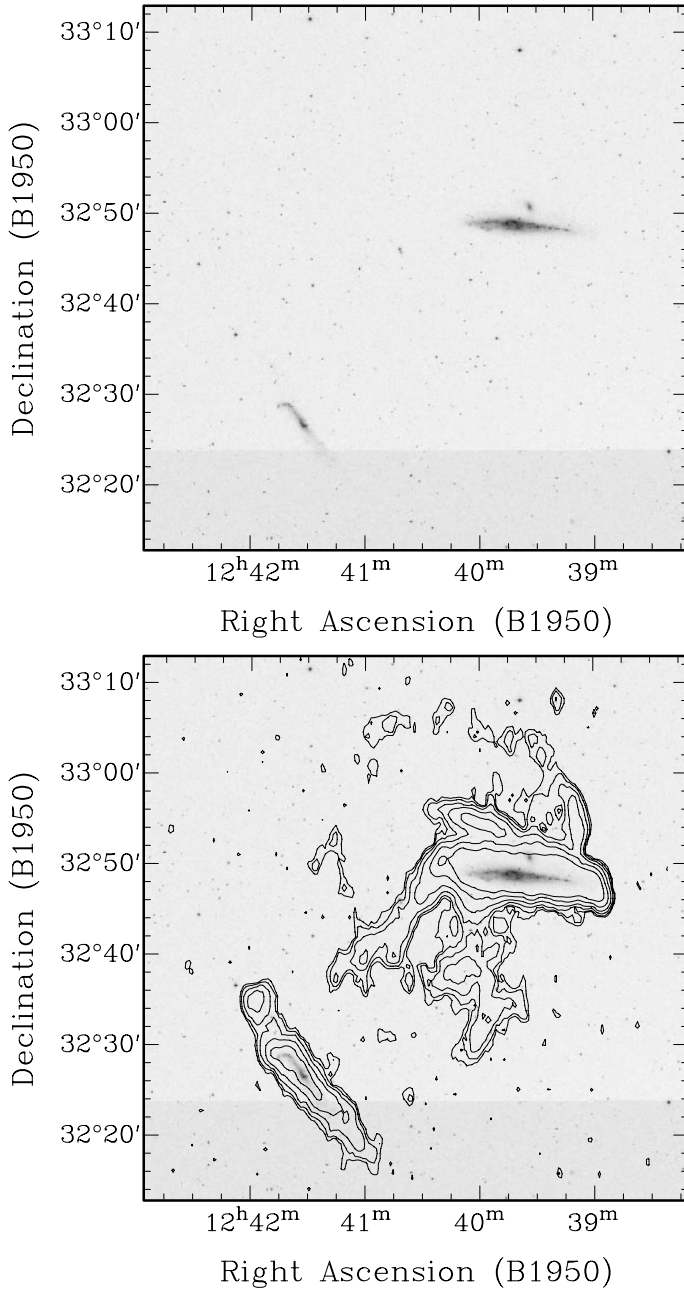 33°10′
33°00′
32°50′
32°40′
32°30′
32°20′
Declination (B1950)
12ʰ42ᵐ 41ᵐ 40ᵐ 39ᵐ
Right Ascension (B1950)
33°10′
33°00′
32°50′
32°40′
32°30′
32°20′
Declination (B1950)
12ʰ42ᵐ 41ᵐ 40ᵐ 39ᵐ
Right Ascension (B1950)